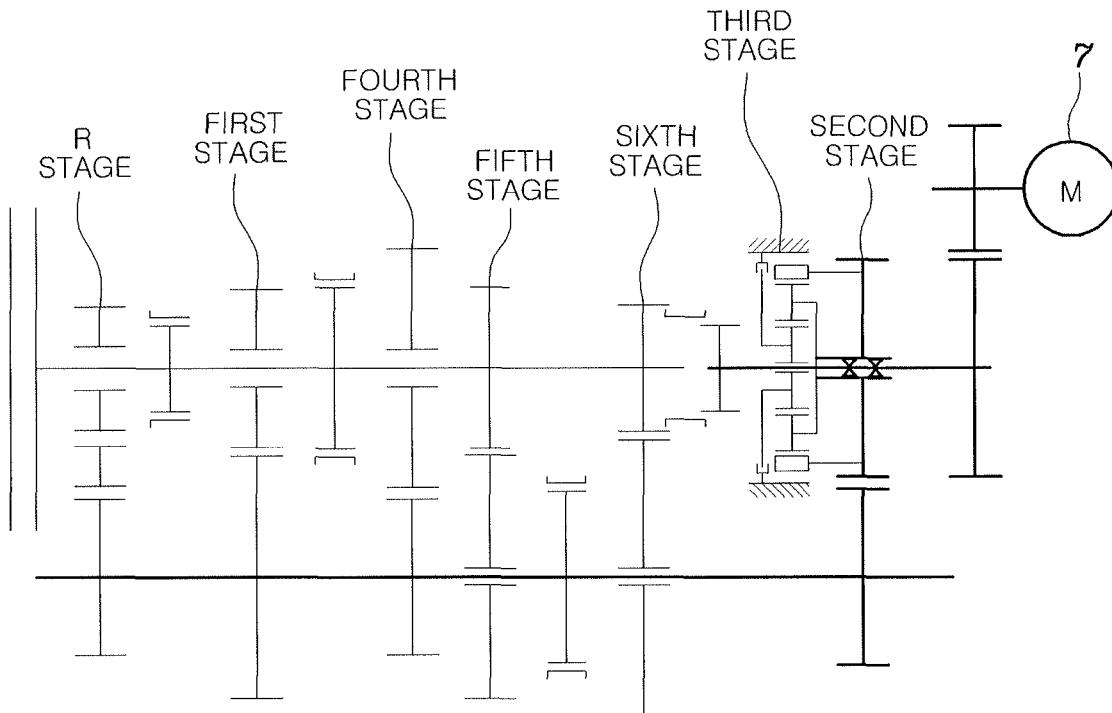 R
STAGE
FIRST
STAGE
FOURTH
STAGE
FIFTH
STAGE
SIXTH
STAGE
THIRD
STAGE
SECOND
STAGE
7
M